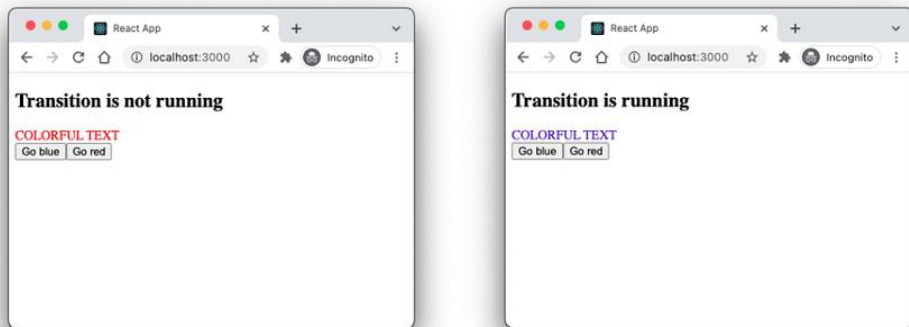 React App
localhost:3000
Incognito
Transition is not running
COLORFUL TEXT
Go blue
Go red
React App
localhost:3000
Incognito
Transition is running
COLORFUL TEXT
Go blue
Go red